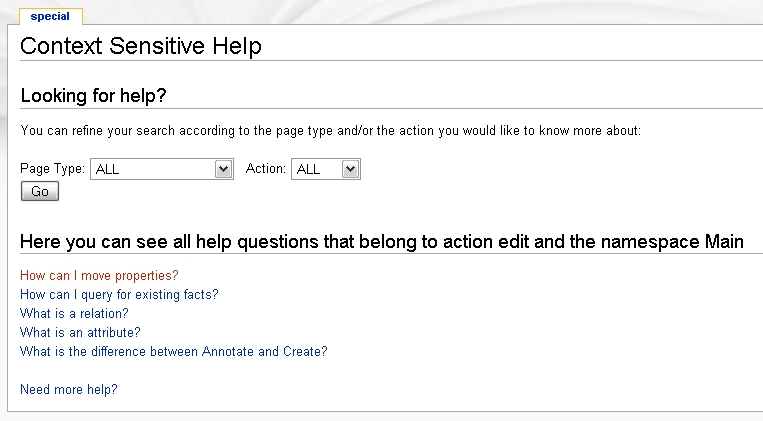 special
Context Sensitive Help
Looking for help?
You can refine your search according to the page type and/or the action you would like to know more about:
Page Type: ALL Action: ALL
Go
Here you can see all help questions that belong to action edit and the namespace Main
How can I move properties?
How can I query for existing facts?
What is a relation?
What is an attribute?
What is the difference between Annotate and Create?
Need more help?